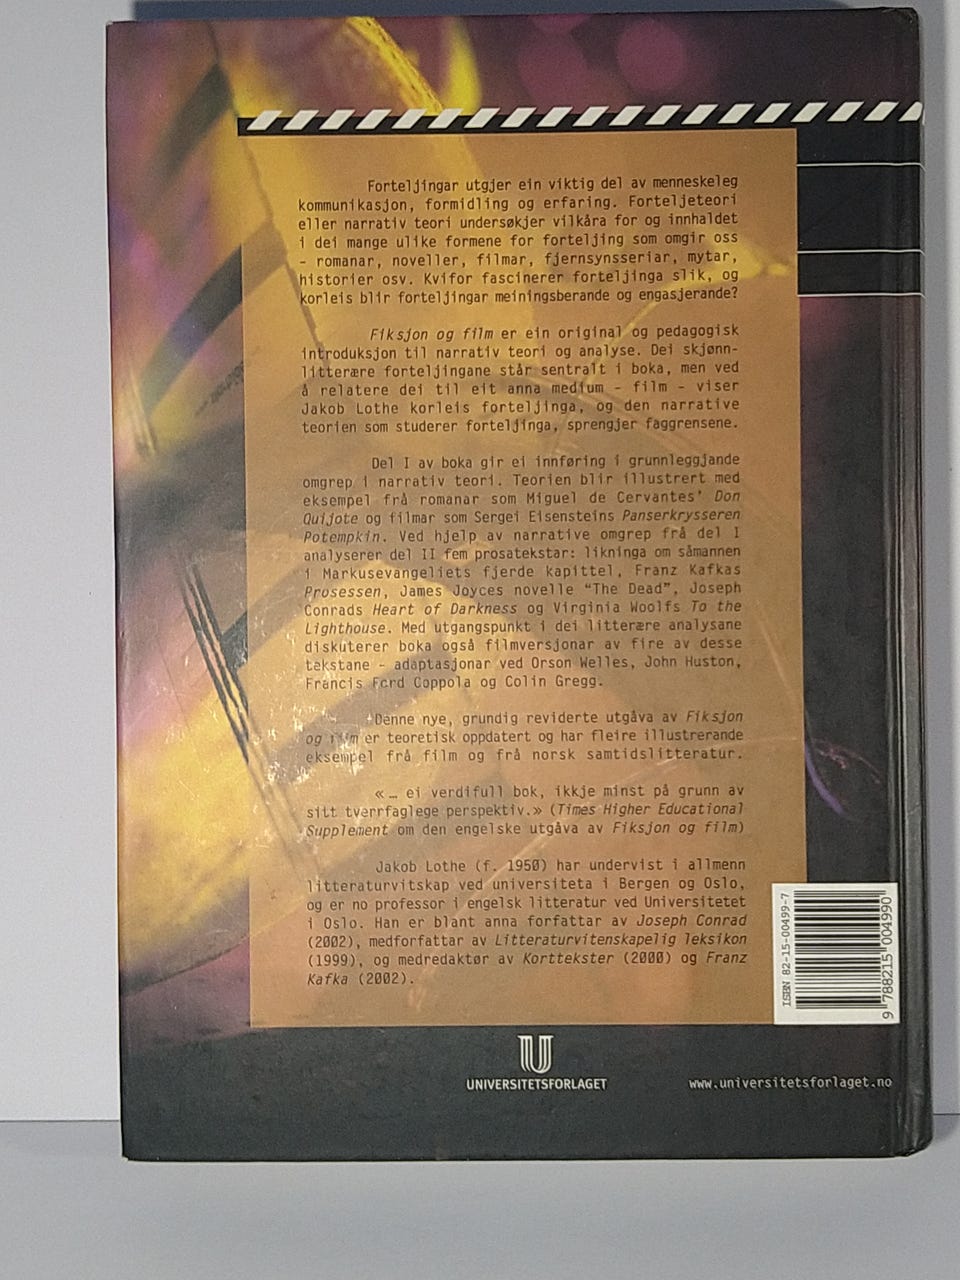 Forteljingar utgjer ein viktig del av menneskeleg
kommunikasjon, formidling og erfaring. Forteljeteori
eller narrativ teori undersøkjer vilkåra for og innhaldet
i dei mange ulike formene for forteljing som omgir oss
- romanar, noveller, filmar, fjernsynsseriar, mytar,
historier osv. Kvifor fascinerer forteljinga slik, og
korleis blir forteljingar meiningsberande og engasjerande?
Fiksjon og film er ein original og pedagogisk
introduksjon til narrativ teori og analyse. Dei skjønn-
litterære forteljingane står sentralt i boka, men ved
å relatere dei til eit anna medium - film - viser
Jakob Lothe korleis forteljinga, og den narrative
teorien som studerer forteljinga, sprengjer faggrensene.
Del I av boka gir ei innføring i grunnleggjande
omgrep i narrativ teori. Teorien blir illustrert med
eksempel frå romanar som Miguel de Cervantes' Don
Quijote og filmar som Sergei Eisensteins Panserkrysseren
Potempkin. Ved hjelp av narrative omgrep frå del I
analyserer del II fem prosatekstar: likninga om såmannen
i Markusevangeliets fjerde kapittel, Franz Kafkas
Prosessen, James Joyces novelle "The Dead", Joseph
Conrads Heart of Darkness og Virginia Woolfs To the
Lighthouse. Med utgangspunkt i dei litterære analysane
diskuterer boka også filmversjonar av fire av desse
tekstane - adaptasjonar ved Orson Welles, John Huston,
Francis Ford Coppola og Colin Gregg.
Denne nye, grundig reviderte utgåva av Fiksjon
og film er teoretisk oppdatert og har fleire illustrerande
eksempel frå film og frå norsk samtidslitteratur.
«… ei verdifull bok, ikkje minst på grunn av
sitt tverrfaglege perspektiv.» (Times Higher Educational
Supplement om den engelske utgåva av Fiksjon og film)
Jakob Lothe (f. 1950) har undervist i allmenn
litteraturvitskap ved universiteta i Bergen og Oslo,
og er no professor i engelsk litteratur ved Universitetet
i Oslo. Han er blant anna forfattar av Joseph Conrad
(2002), medforfattar av Litteraturvitenskapelig leksikon
(1999), og medredaktør av Korttekster (2000) og Franz
Kafka (2002).
ISBN 82-15-00499-7
9 788215 004990
UNIVERSITETSFORLAGET
www.universitetsforlaget.no